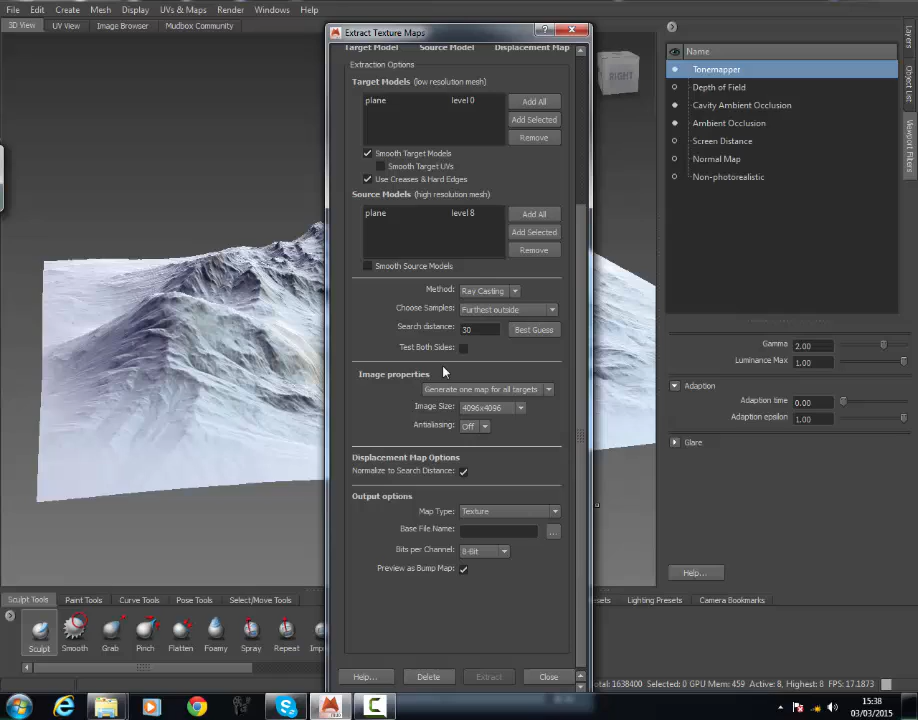 File Edit Create Mesh Display UVs & Maps Render Windows Help
3D View UV View Image Browser Mudbox Community
Extract Texture Maps
?
Target Model Source Model Displacement Map
Extraction Options
Target Models (low resolution mesh)
plane level 0
Add All
Add Selected
Remove
Smooth Target Models
Smooth Target UVs
Use Creases & Hard Edges
Source Models (high resolution mesh)
plane level 8
Add All
Add Selected
Remove
Smooth Source Models
Method: Ray Casting
Choose Samples: Furthest outside
Search distance: 30 Best Guess
Test Both Sides:
Image properties
Generate one map for all targets
Image Size: 4096x4096
Antialiasing: Off
Displacement Map Options
Normalize to Search Distance:
Output options
Map Type: Texture
Base File Name: ...
Bits per Channel: 8-Bit
Preview as Bump Map:
Help... Delete Extract Close
RIGHT
Name
Tonemapper
Depth of Field
Cavity Ambient Occlusion
Ambient Occlusion
Screen Distance
Normal Map
Non-photorealistic
Layers
Object List
Viewport Filters
Gamma 2.00
Luminance Max 1.00
Adaption
Adaption time 0.00
Adaption epsilon 1.00
Glare
Help...
Sculpt Tools Paint Tools Curve Tools Pose Tools Select/Move Tools
esets Lighting Presets Camera Bookmarks
Sculpt Smooth Grab Pinch Flatten Foamy Spray Repeat Imp
otal: 1638400 Selected: 0 GPU Mem: 459 Active: 8, Highest: 8 FPS: 17.1873
15:38
03/03/2015